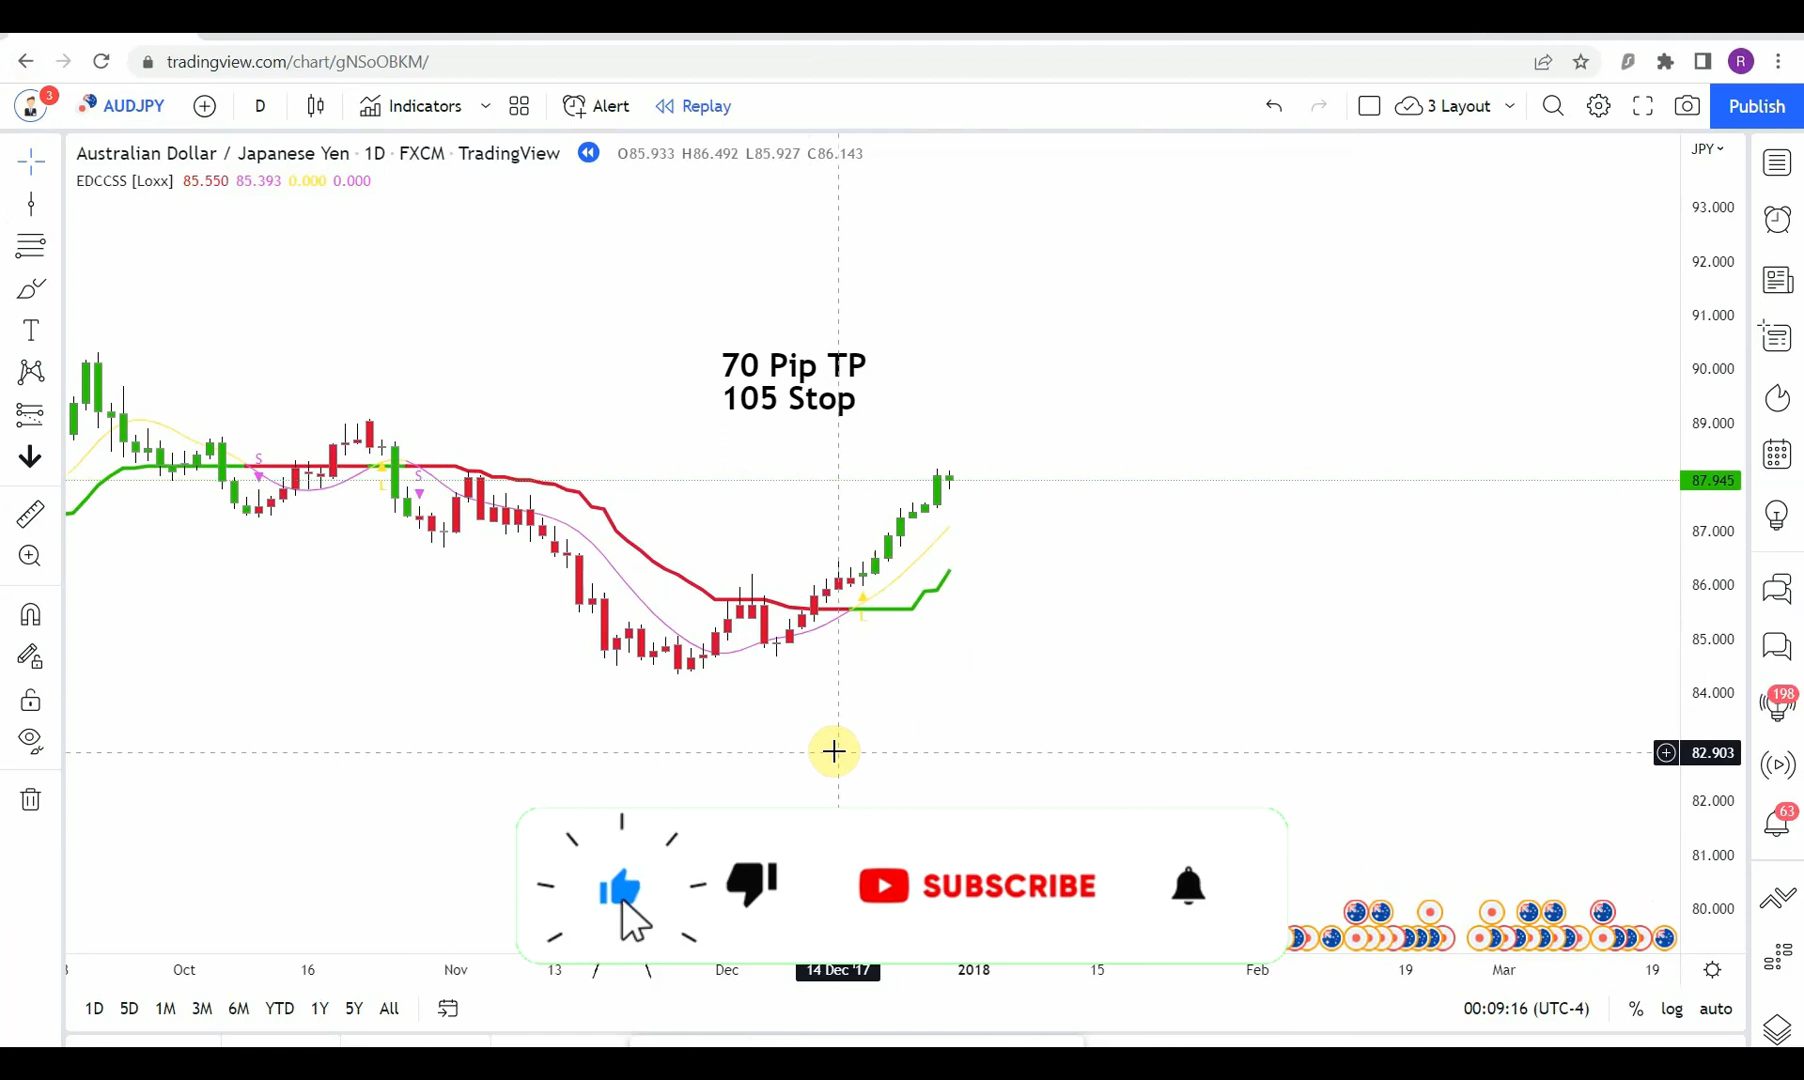 tradingview.com/chart/gNSoOBKM/
R
3
AUDJPY
D
Indicators
Alert
Replay
3 Layout
Publish
Australian Dollar / Japanese Yen · 1D · FXCM · TradingView
O85.933 H86.492 L85.927 C86.143
JPY
EDCCSS [Loxx] 85.550 85.393 0.000 0.000
93.000
92.000
91.000
90.000
89.000
87.945
87.000
86.000
85.000
84.000
82.903
82.000
81.000
80.000
70 Pip TP
105 Stop
S
L
S
L
198
63
SUBSCRIBE
Oct
16
Nov
13
Dec
14 Dec '17
2018
15
Feb
19
Mar
19
1D
5D
1M
3M
6M
YTD
1Y
5Y
All
00:09:16 (UTC-4)
%
log
auto